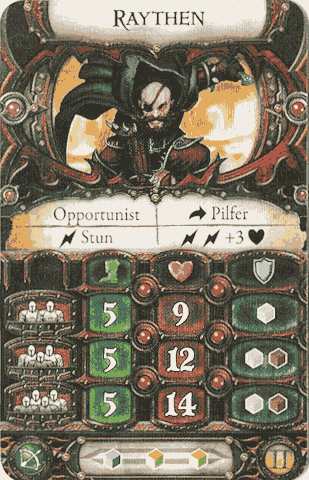 RAYTHEN
Opportunist Pilfer
Stun +3
5 9
5 12
5 14
II